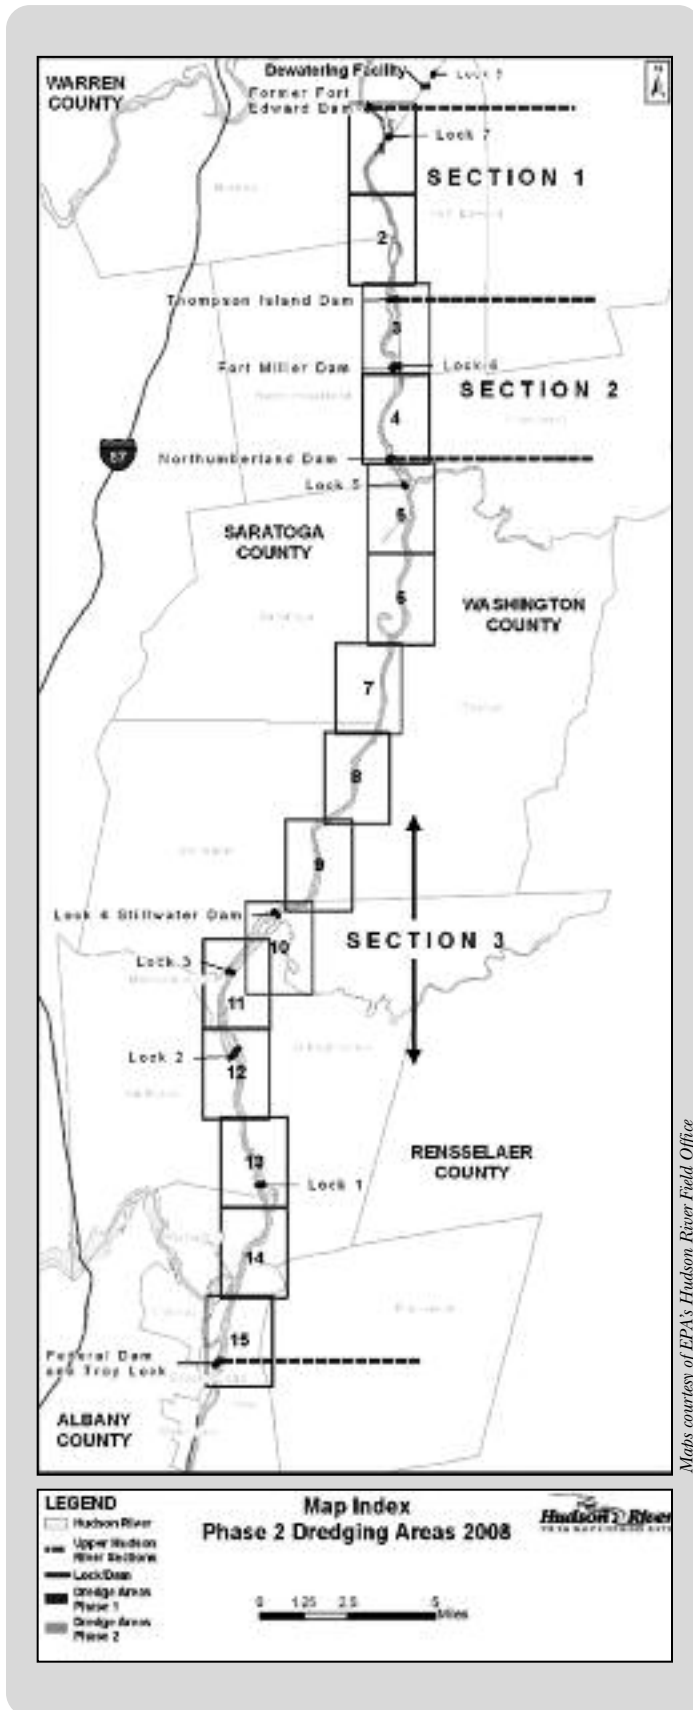 WARREN
COUNTY
Dewatering Facility
Former Fort
Edward Dam
Lock 7
SECTION 1
2
Thompson Island Dam
3
Fort Miller Dam
Lock 6
SECTION 2
4
87
Northumberland Dam
Lock 5
5
SARATOGA
COUNTY
6
WASHINGTON
COUNTY
7
8
9
Lock 4 Stillwater Dam
SECTION 3
10
Lock 3
11
Lock 2
12
RENSSELAER
COUNTY
13
Lock 1
14
15
Federal Dam
and Troy Lock
ALBANY
COUNTY
Maps courtesy of EPA's Hudson River Field Office
LEGEND
Hudson River
Upper Hudson
River Sections
Lock/Dam
Dredge Areas
Phase 1
Dredge Areas
Phase 2
Map Index
Phase 2 Dredging Areas 2008
0 1.25 2.5 5
Miles
Hudson River